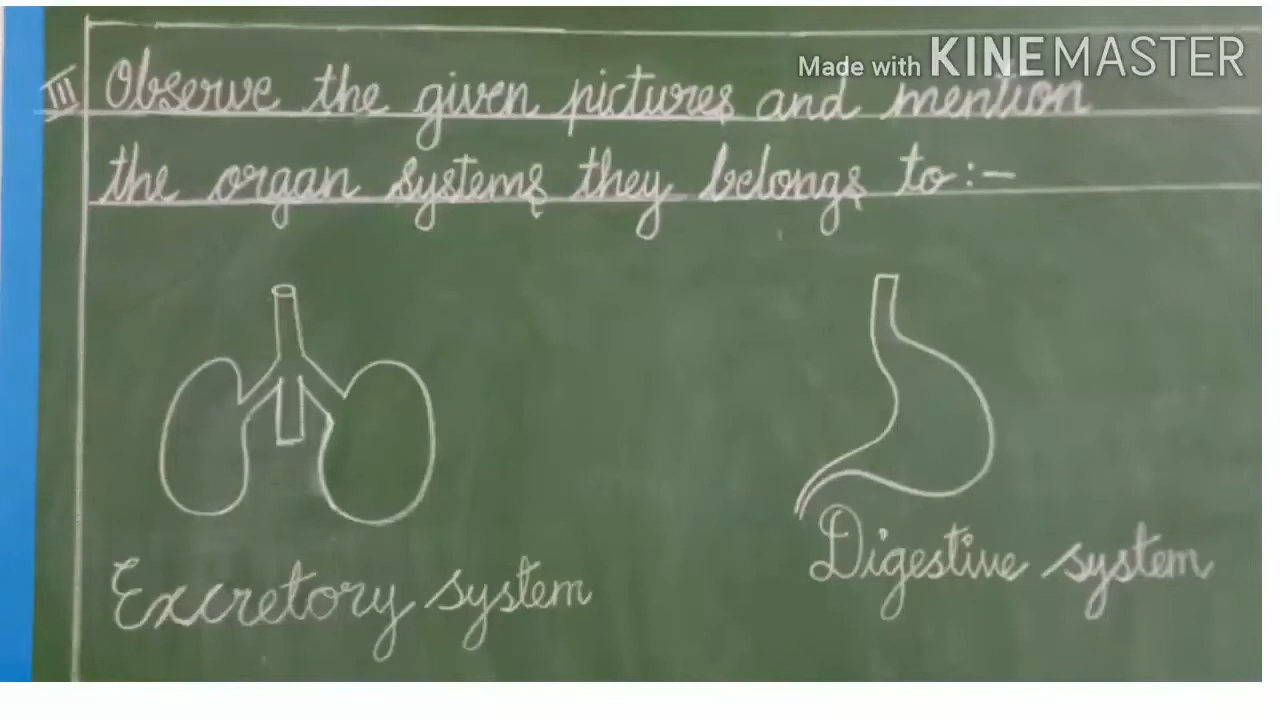 Made with KINEMASTER
III Observe the given pictures and mention
the organ systems they belongs to:-
Excretory system
Digestive system